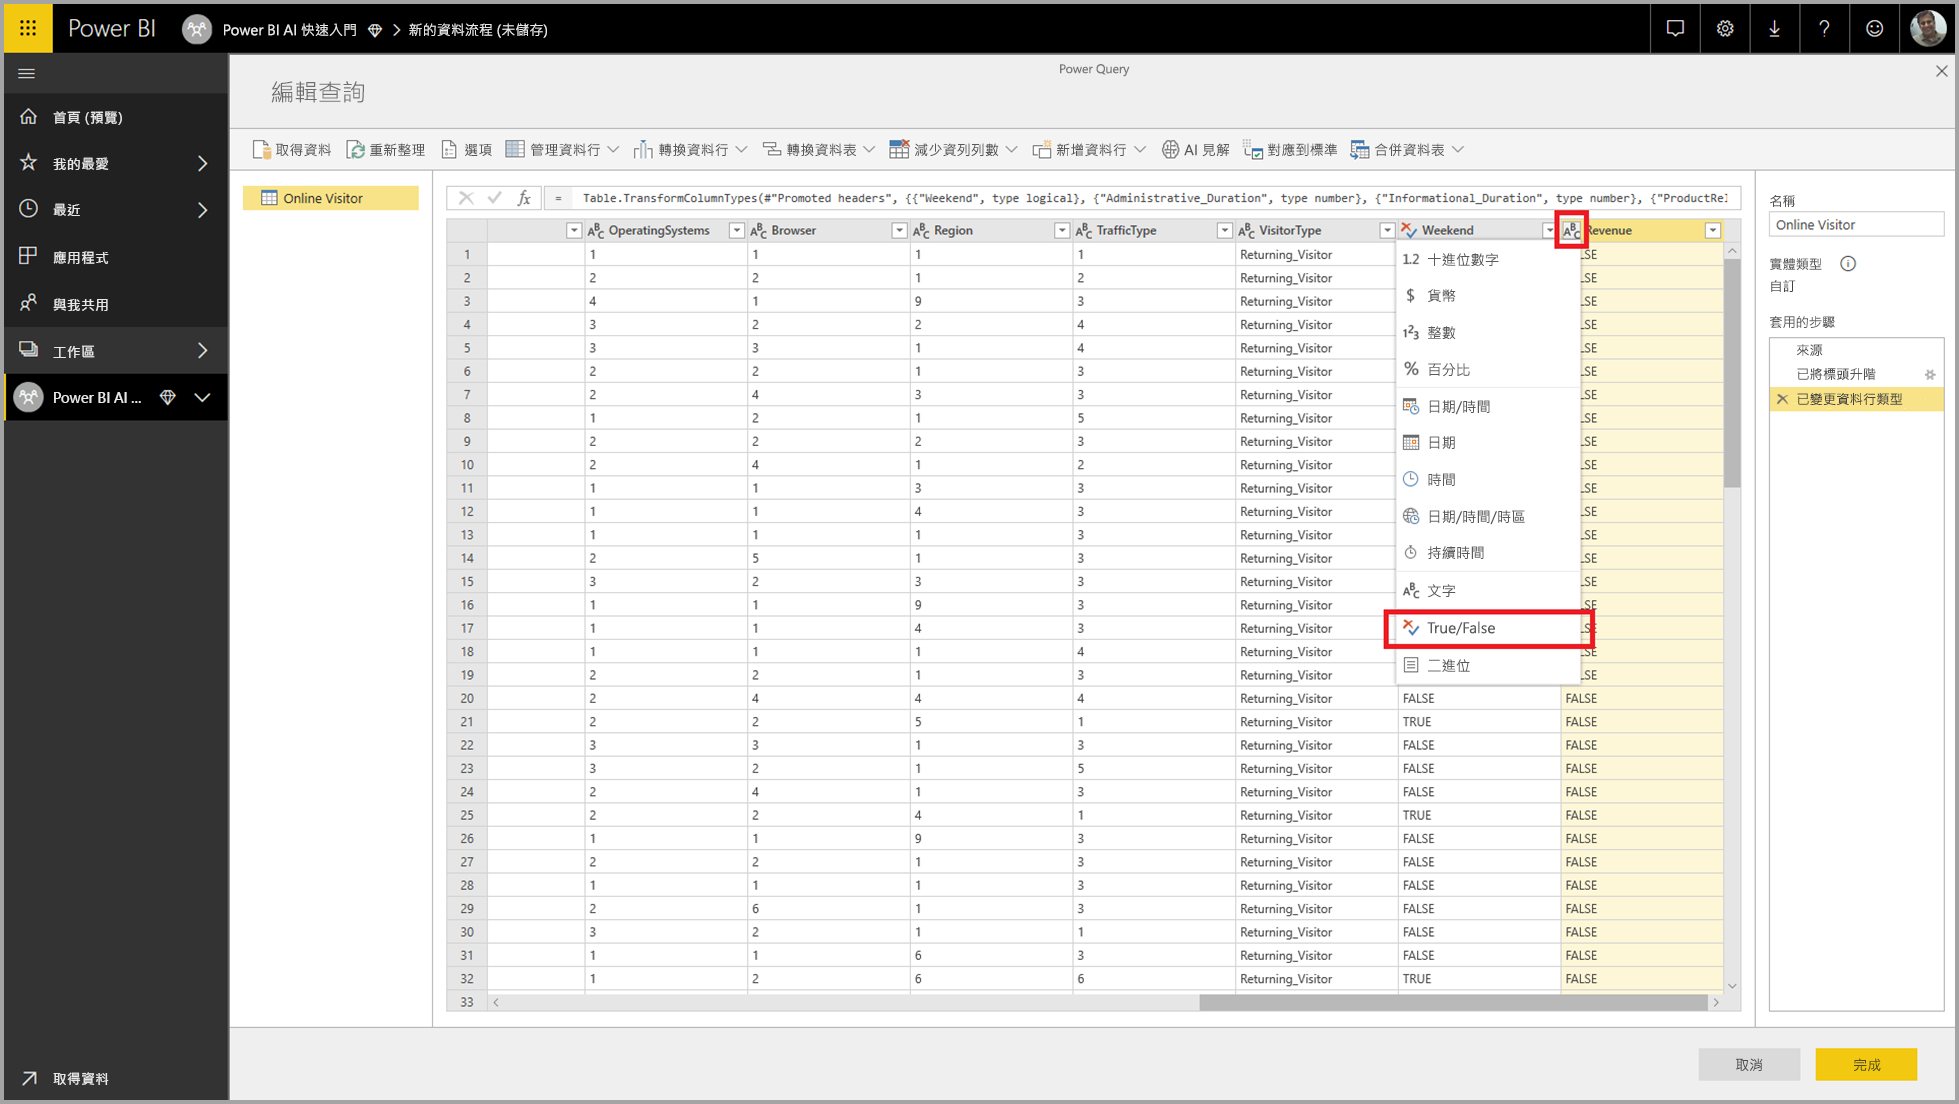 Power BI Power BI AI 快速入門 > 新的資料流程 (未儲存) ?
Power Query
編輯查詢
首頁 (預覽)
我的最愛
最近
應用程式
與我共用
工作區
Power BI AI ...
取得資料
取得資料 重新整理 選項 管理資料行 轉換資料行 轉換資料表 減少資列列數 新增資料行 AI 見解 對應到標準 合併資料表
Online Visitor
fx = Table.TransformColumnTypes(#"Promoted headers", {{"Weekend", type logical}, {"Administrative_Duration", type number}, {"Informational_Duration", type number}, {"ProductRel
ABC OperatingSystems ABC Browser ABC Region ABC TrafficType ABC VisitorType Weekend ABC Revenue
1 1 1 1 1 Returning_Visitor LSE
2 2 2 1 2 Returning_Visitor LSE
3 4 1 9 3 Returning_Visitor LSE
4 3 2 2 4 Returning_Visitor LSE
5 3 3 1 4 Returning_Visitor LSE
6 2 2 1 3 Returning_Visitor LSE
7 2 4 3 3 Returning_Visitor LSE
8 1 2 1 5 Returning_Visitor LSE
9 2 2 2 3 Returning_Visitor LSE
10 2 4 1 2 Returning_Visitor LSE
11 1 1 3 3 Returning_Visitor LSE
12 1 1 4 3 Returning_Visitor LSE
13 1 1 1 3 Returning_Visitor LSE
14 2 5 1 3 Returning_Visitor LSE
15 3 2 3 3 Returning_Visitor LSE
16 1 1 9 3 Returning_Visitor LSE
17 1 1 4 3 Returning_Visitor LSE
18 1 1 1 4 Returning_Visitor LSE
19 2 2 1 3 Returning_Visitor LSE
20 2 4 4 4 Returning_Visitor FALSE FALSE
21 2 2 5 1 Returning_Visitor TRUE FALSE
22 3 3 1 3 Returning_Visitor FALSE FALSE
23 3 2 1 5 Returning_Visitor FALSE FALSE
24 2 4 1 3 Returning_Visitor FALSE FALSE
25 2 2 4 1 Returning_Visitor TRUE FALSE
26 1 1 9 3 Returning_Visitor FALSE FALSE
27 2 2 1 3 Returning_Visitor FALSE FALSE
28 1 1 1 3 Returning_Visitor FALSE FALSE
29 2 6 1 3 Returning_Visitor FALSE FALSE
30 3 2 1 1 Returning_Visitor FALSE FALSE
31 1 1 6 3 Returning_Visitor FALSE FALSE
32 1 2 6 6 Returning_Visitor TRUE FALSE
33
1.2 十進位數字
$ 貨幣
123 整數
% 百分比
日期/時間
日期
時間
日期/時間/時區
持續時間
ABC 文字
True/False
二進位
名稱
Online Visitor
實體類型
自訂
套用的步驟
來源
已將標頭升階
已變更資料行類型
取消 完成